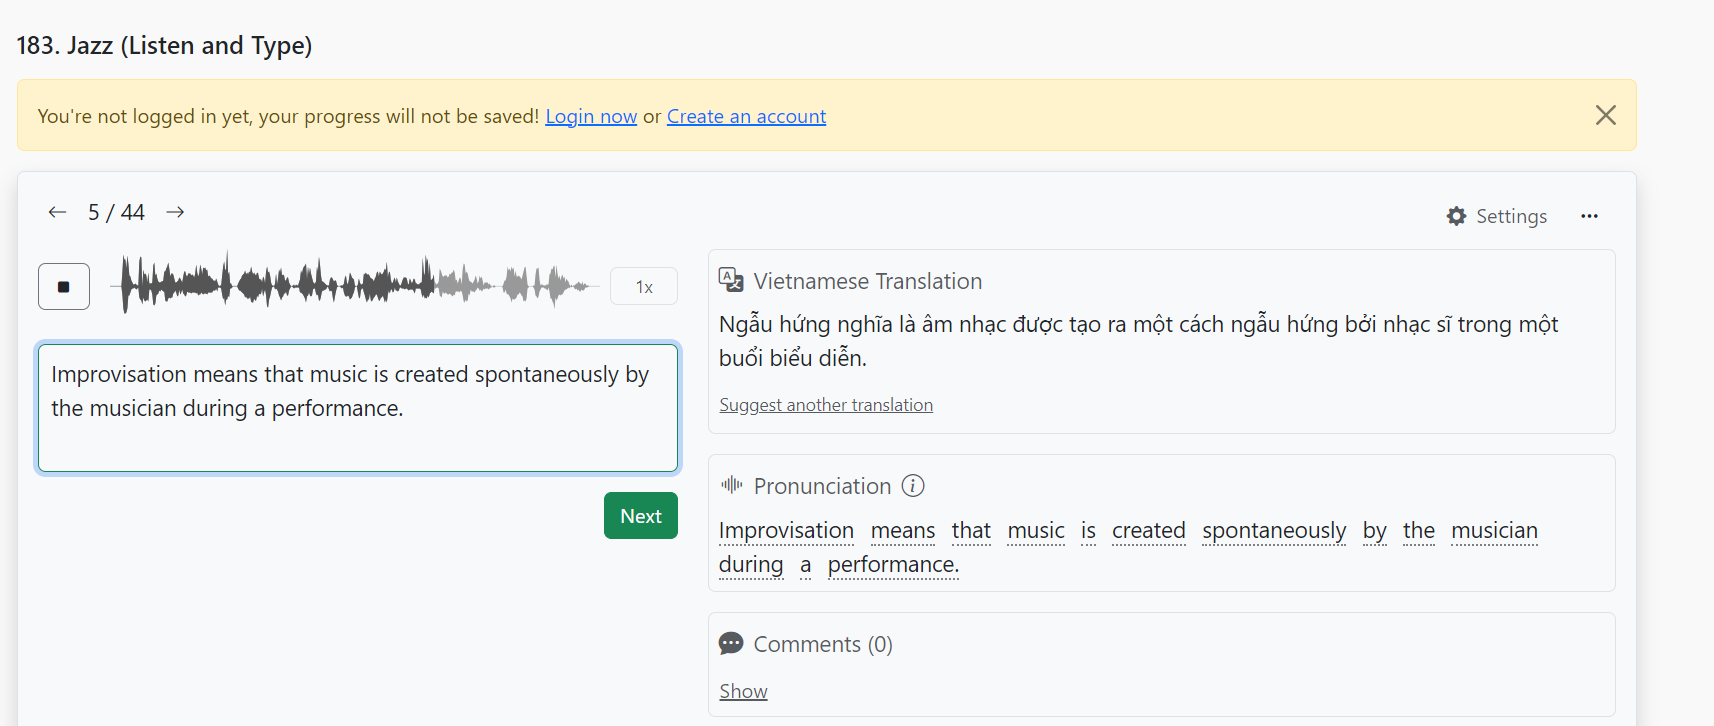 183. Jazz (Listen and Type)
You're not logged in yet, your progress will not be saved! Login now or Create an account
5 / 44
Settings
1x
Improvisation means that music is created spontaneously by
the musician during a performance.
Next
Vietnamese Translation
Ngẫu hứng nghĩa là âm nhạc được tạo ra một cách ngẫu hứng bởi nhạc sĩ trong một
buổi biểu diễn.
Suggest another translation
Pronunciation
Improvisation means that music is created spontaneously by the musician
during a performance.
Comments (0)
Show